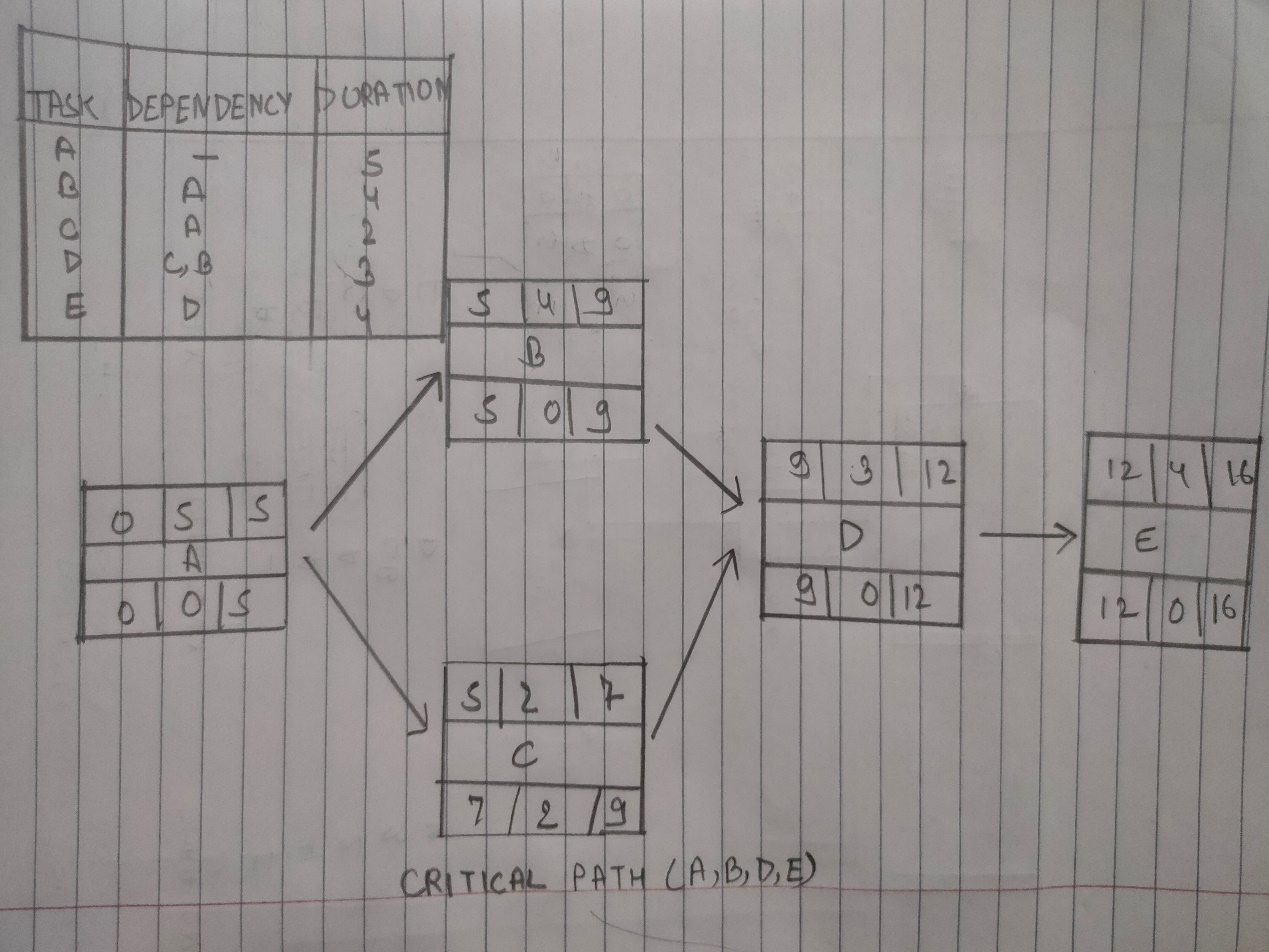 TASK DEPENDENCY DURATION
A - 5
B A 4
C A 2
D C,B 3
E D 4
5 4 9
B
5 0 9
0 5 5
A
0 0 5
5 2 7
C
7 2 9
9 3 12
D
9 0 12
12 4 16
E
12 0 16
CRITICAL PATH (A,B,D,E)